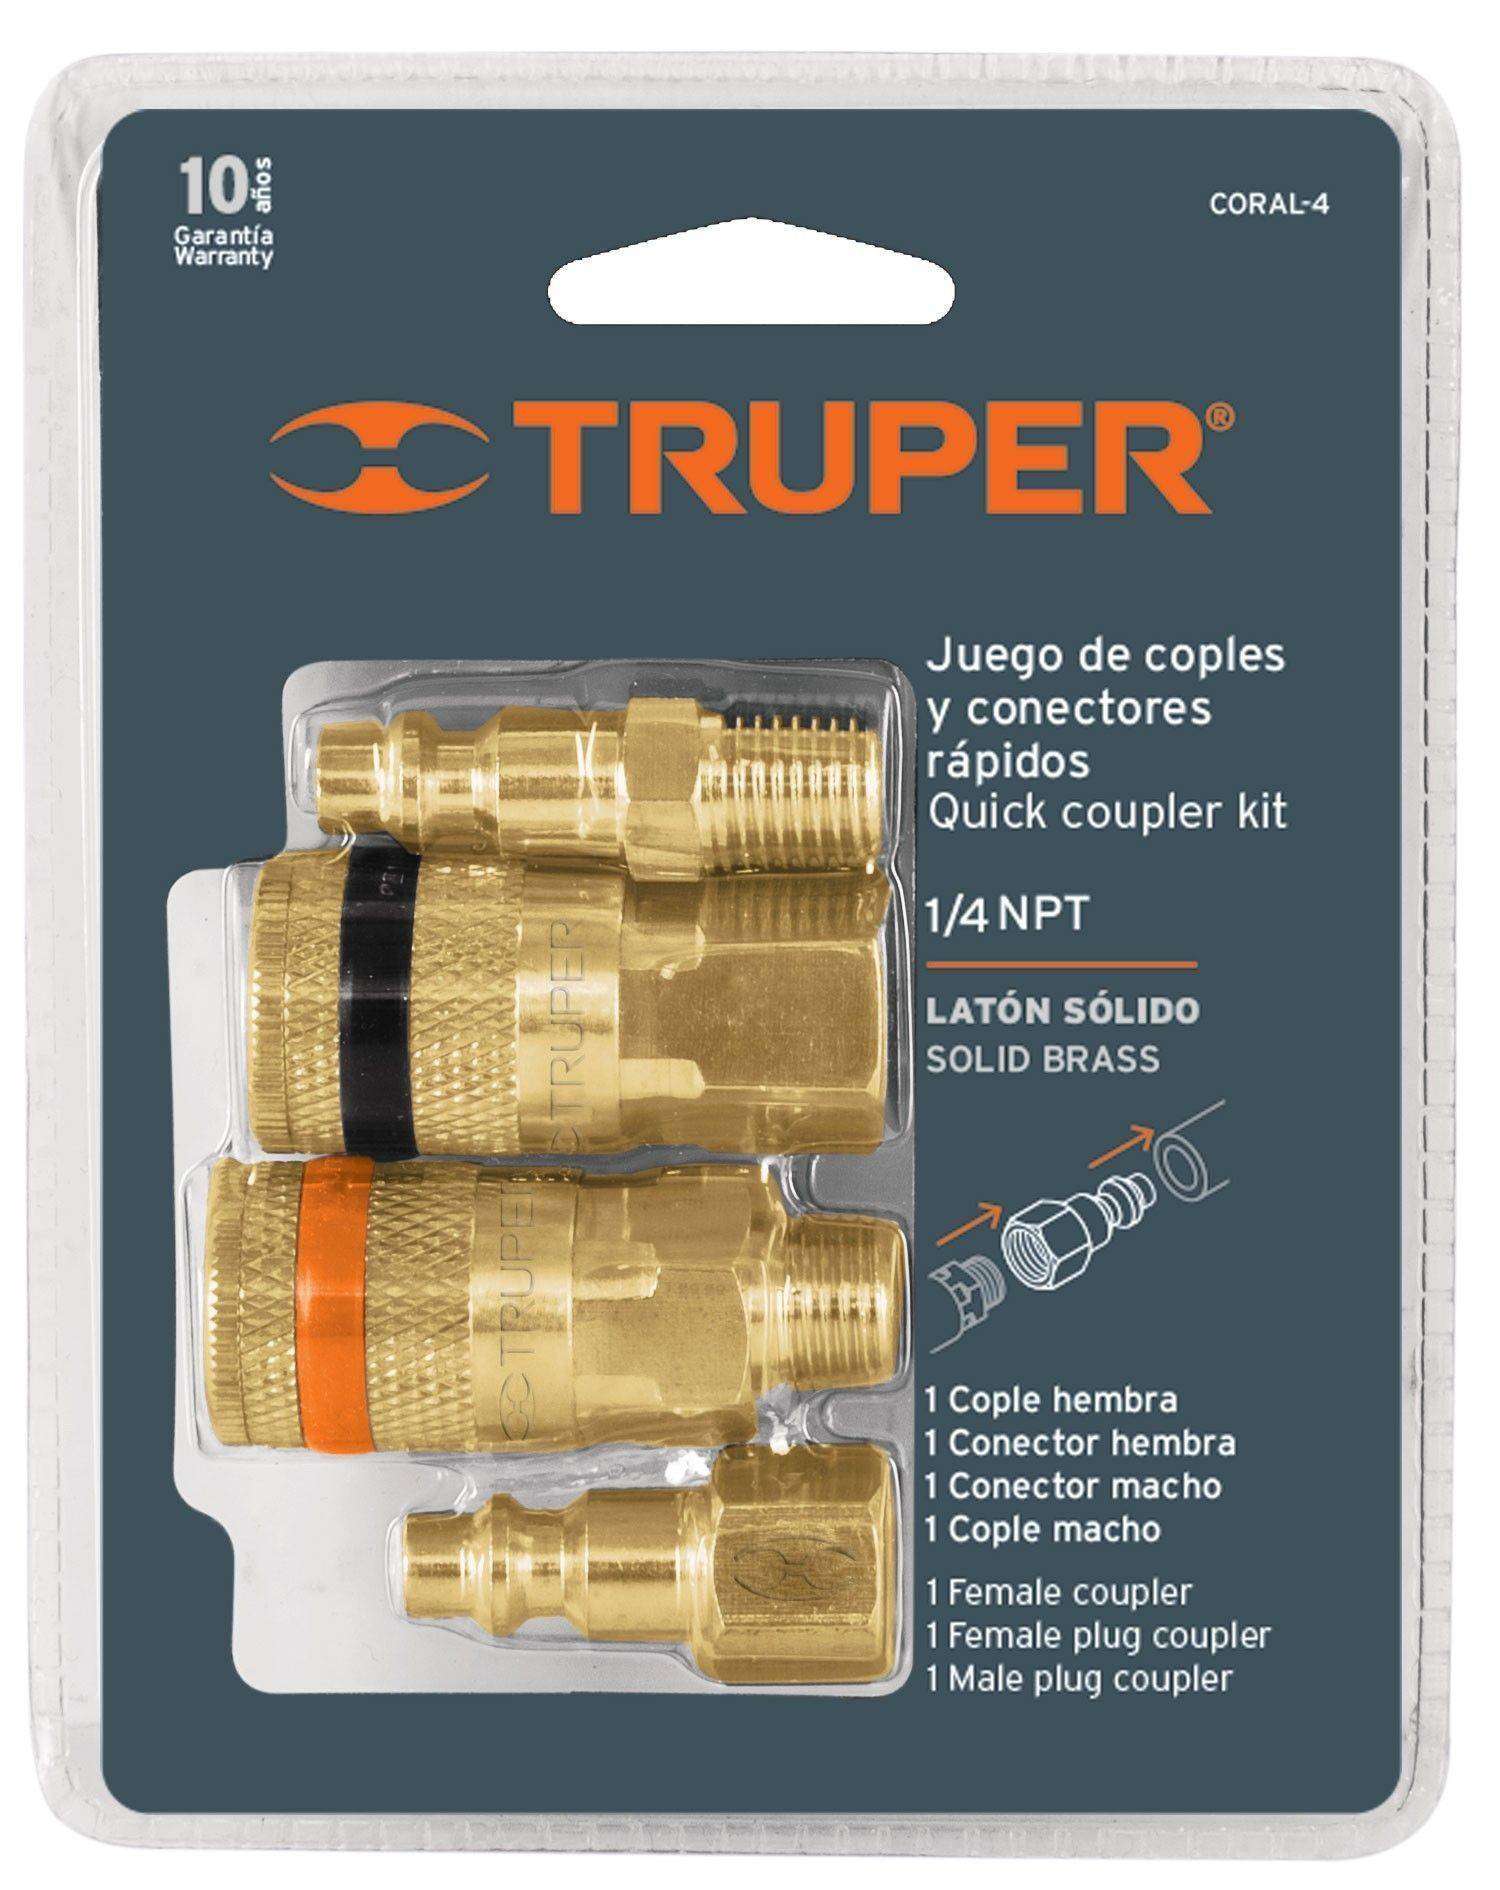 10 años
Garantía
Warranty
CORAL-4
TRUPER®
Juego de coples
y conectores
rápidos
Quick coupler kit
1/4 NPT
LATÓN SÓLIDO
SOLID BRASS
TRUPER
TRUPER
1 Cople hembra
1 Conector hembra
1 Conector macho
1 Cople macho
1 Female coupler
1 Female plug coupler
1 Male plug coupler